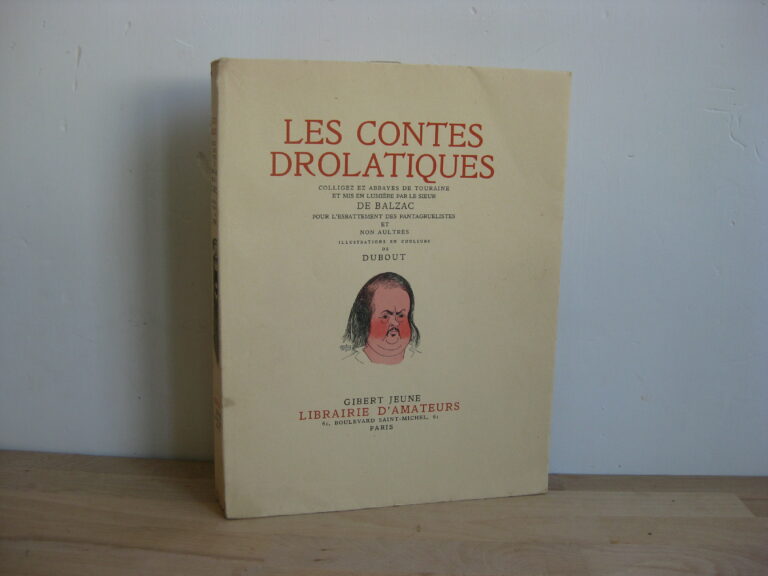 LES CONTES
DROLATIQUES
COLLIGEZ EZ ABBAYES DE TOURAINE
ET MIS EN LUMIÈRE PAR LE SIEUR
DE BALZAC
POUR L'ESBATTEMENT DES PANTAGRUELISTES
ET
NON AULTRES
ILLUSTRATIONS EN COULEURS
DE
DUBOUT
GIBERT JEUNE
LIBRAIRIE D'AMATEURS
61, BOULEVARD SAINT-MICHEL, 61
PARIS